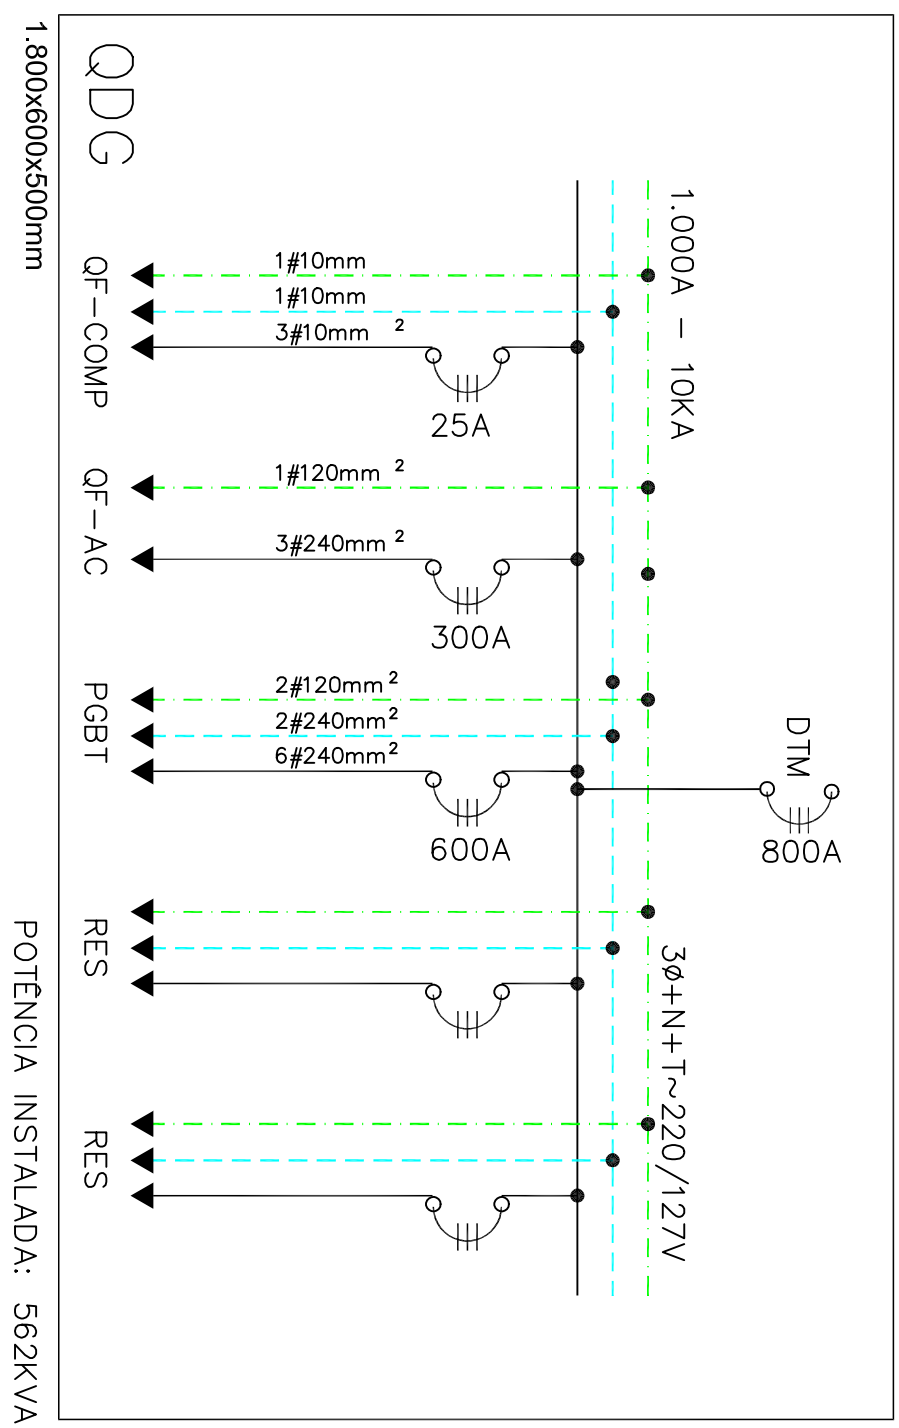 QDG
1.800x600x500mm
1.000A - 10KA
3ø+N+T~220/127V
DTM
800A
1#10mm
1#10mm
3#10mm ²
25A
QF-COMP
1#120mm ²
3#240mm ²
300A
QF-AC
2#120mm²
2#240mm²
6#240mm²
600A
PGBT
RES
RES
POTÊNCIA INSTALADA: 562KVA